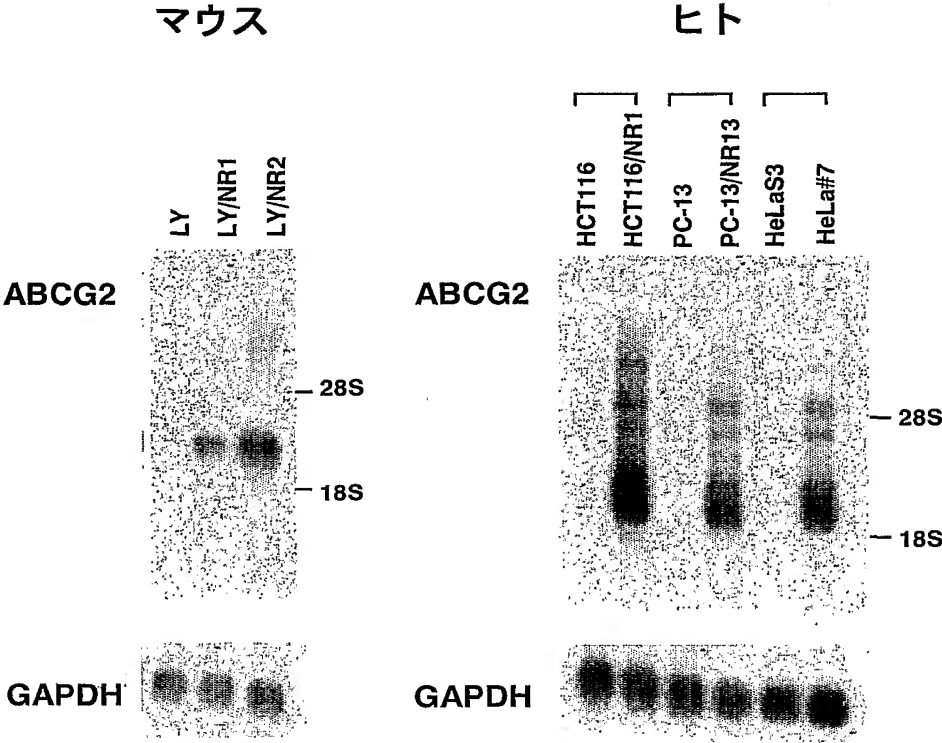 マウス
LY
LY/NR1
LY/NR2
ABCG2
28S
18S
GAPDH
ヒト
HCT116
HCT116/NR1
PC-13
PC-13/NR13
HeLaS3
HeLa#7
ABCG2
28S
18S
GAPDH